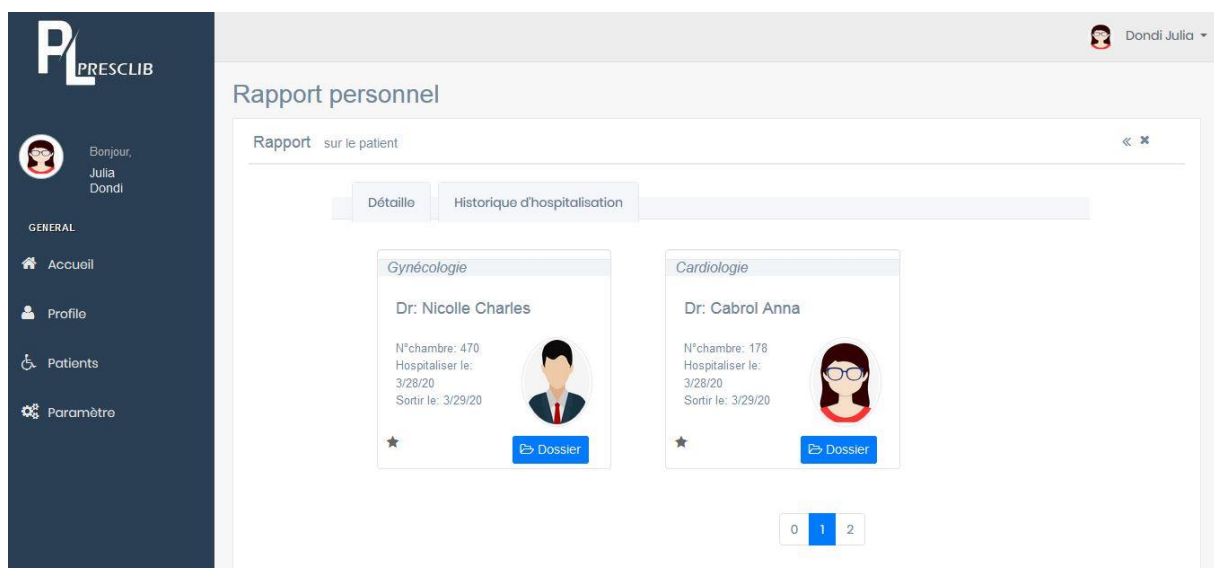 PL PRESCLIB
Dondi Julia
Rapport personnel
Rapport sur le patient
Bonjour,
Julia
Dondi
GENERAL
Accueil
Profile
Patients
Paramètre
Détaille Historique d'hospitalisation
Gynécologie
Dr: Nicolle Charles
N°chambre: 470
Hospitaliser le:
3/28/20
Sortir le: 3/29/20
Dossier
Cardiologie
Dr: Cabrol Anna
N°chambre: 178
Hospitaliser le:
3/28/20
Sortir le: 3/29/20
Dossier
0 1 2